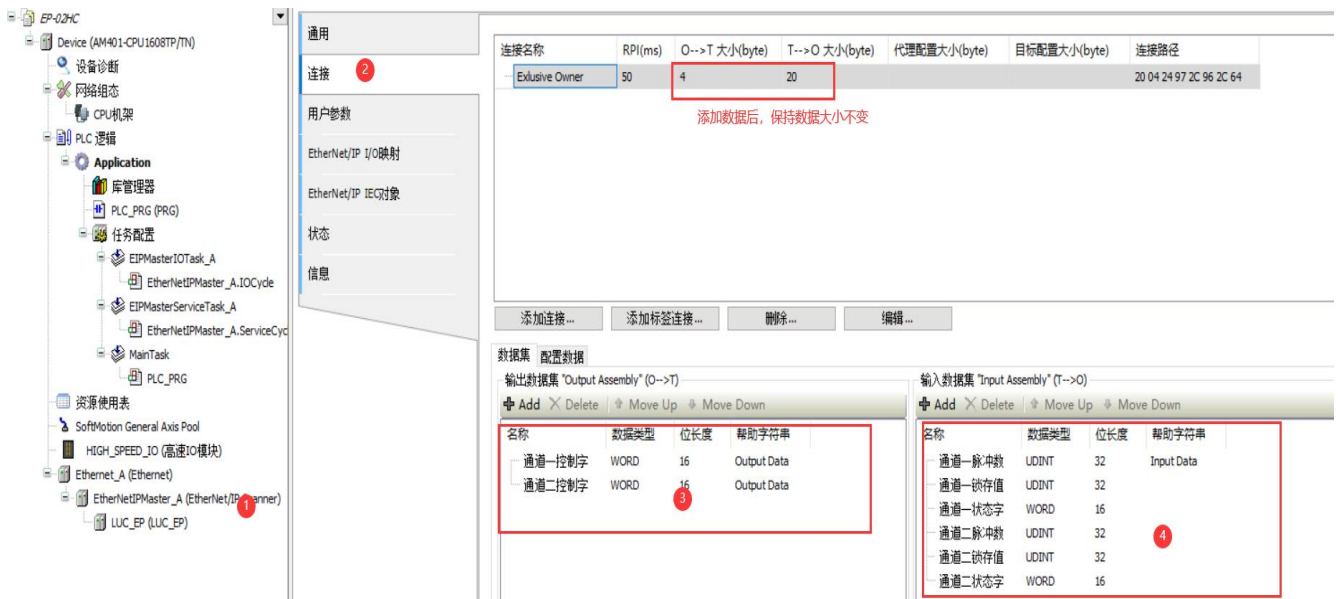 EP-02HC
Device (AM401-CPU1608TP/TN)
设备诊断
网络组态
CPU机架
PLC 逻辑
Application
库管理器
PLC_PRG (PRG)
任务配置
EIPMasterIOTask_A
EtherNetIPMaster_A.IOCycle
EIPMasterServiceTask_A
EtherNetIPMaster_A.ServiceCyc
MainTask
PLC_PRG
资源使用表
SoftMotion General Axis Pool
HIGH_SPEED_IO (高速IO模块)
Ethernet_A (Ethernet)
EtherNetIPMaster_A (EtherNet/IP Scanner)
1
LUC_EP (LUC_EP)
通用
连接
2
用户参数
EtherNet/IP I/O映射
EtherNet/IP IEC对象
状态
信息
连接名称 RPI(ms) O-->T 大小(byte) T-->O 大小(byte) 代理配置大小(byte) 目标配置大小(byte) 连接路径
Exlusive Owner 50 4 20 20 04 24 97 2C 96 2C 64
添加数据后，保持数据大小不变
添加连接... 添加标签连接... 删除... 编辑...
数据集 配置数据
输出数据集 "Output Assembly" (O-->T)
Add Delete Move Up Move Down
名称 数据类型 位长度 帮助字符串
通道一控制字 WORD 16 Output Data
通道二控制字 WORD 16 Output Data
3
输入数据集 "Input Assembly" (T-->O)
Add Delete Move Up Move Down
名称 数据类型 位长度 帮助字符串
通道一脉冲数 UDINT 32 Input Data
通道一锁存值 UDINT 32
通道一状态字 WORD 16
通道二脉冲数 UDINT 32
4
通道二锁存值 UDINT 32
通道二状态字 WORD 16